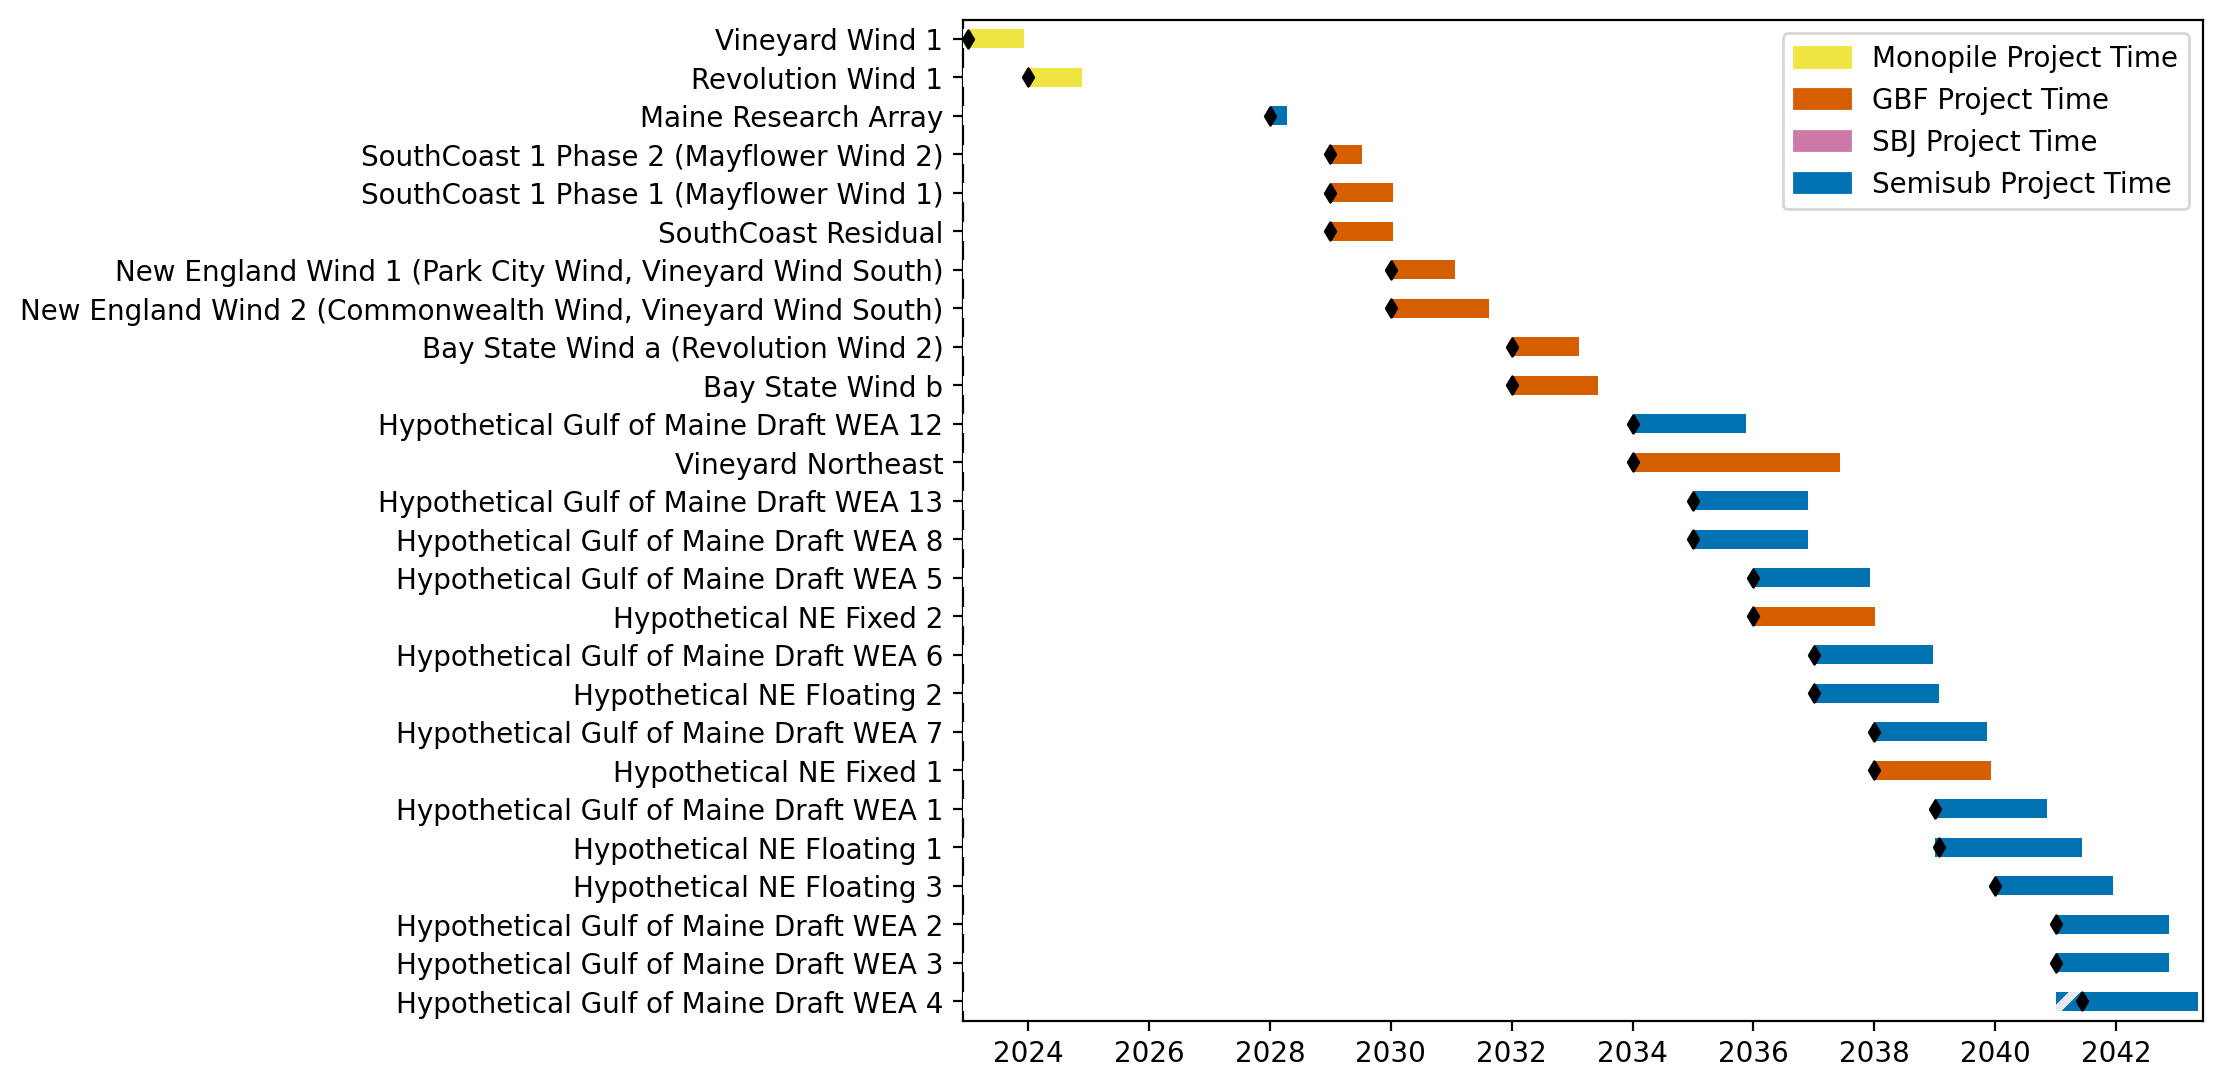 Vineyard Wind 1
Revolution Wind 1
Maine Research Array
SouthCoast 1 Phase 2 (Mayflower Wind 2)
SouthCoast 1 Phase 1 (Mayflower Wind 1)
SouthCoast Residual
New England Wind 1 (Park City Wind, Vineyard Wind South)
New England Wind 2 (Commonwealth Wind, Vineyard Wind South)
Bay State Wind a (Revolution Wind 2)
Bay State Wind b
Hypothetical Gulf of Maine Draft WEA 12
Vineyard Northeast
Hypothetical Gulf of Maine Draft WEA 13
Hypothetical Gulf of Maine Draft WEA 8
Hypothetical Gulf of Maine Draft WEA 5
Hypothetical NE Fixed 2
Hypothetical Gulf of Maine Draft WEA 6
Hypothetical NE Floating 2
Hypothetical Gulf of Maine Draft WEA 7
Hypothetical NE Fixed 1
Hypothetical Gulf of Maine Draft WEA 1
Hypothetical NE Floating 1
Hypothetical NE Floating 3
Hypothetical Gulf of Maine Draft WEA 2
Hypothetical Gulf of Maine Draft WEA 3
Hypothetical Gulf of Maine Draft WEA 4
Monopile Project Time
GBF Project Time
SBJ Project Time
Semisub Project Time
2024 2026 2028 2030 2032 2034 2036 2038 2040 2042